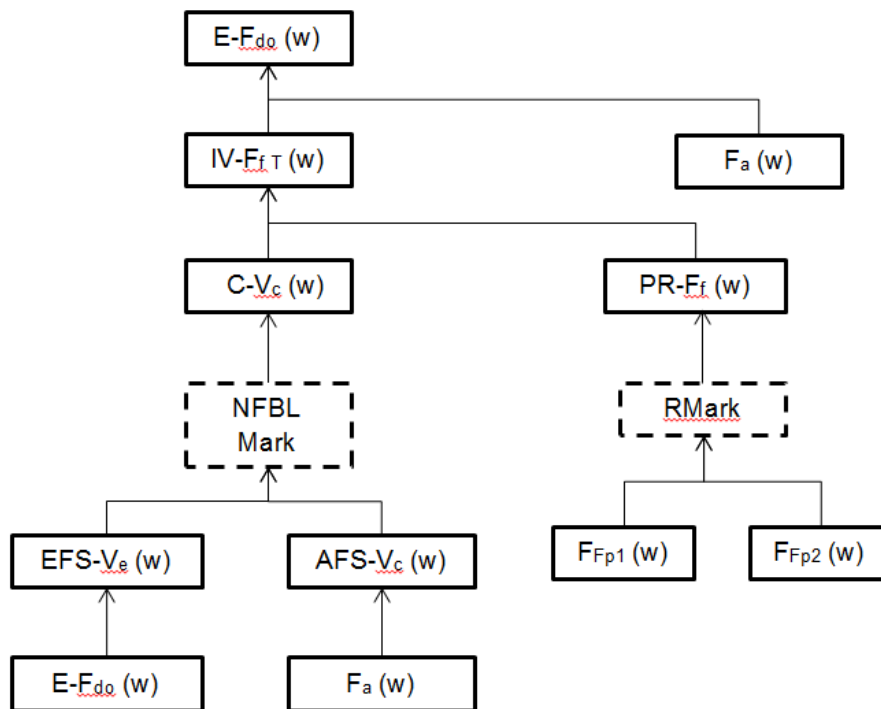 E-Fdo (w)
IV-Ff T (w)
Fa (w)
C-Vc (w)
PR-Ff (w)
NFBL
Mark
RMark
EFS-Ve (w)
AFS-Vc (w)
FFp1 (w)
FFp2 (w)
E-Fdo (w)
Fa (w)